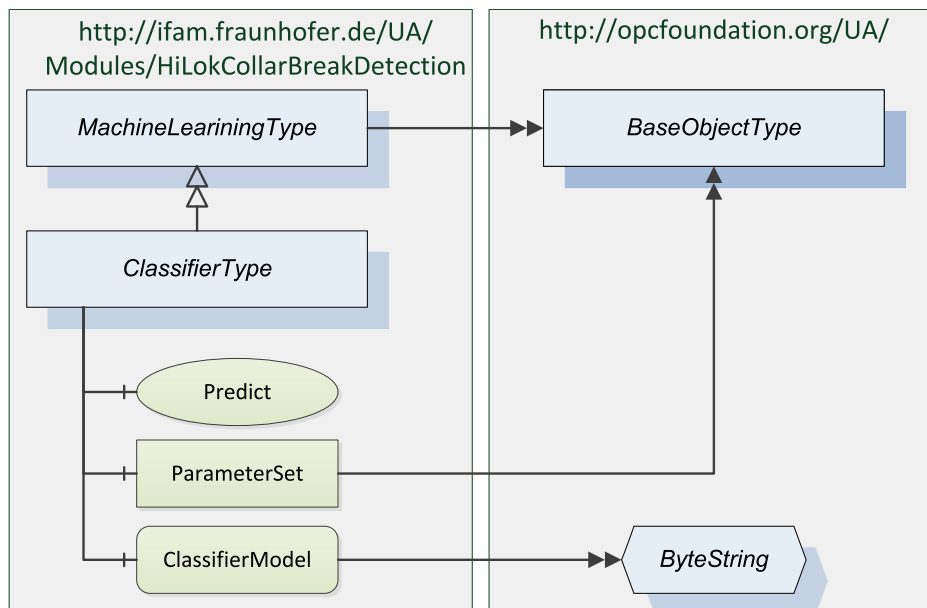 http://ifam.fraunhofer.de/UA/
Modules/HiLokCollarBreakDetection
MachineLeariningType
ClassifierType
Predict
ParameterSet
ClassifierModel
http://opcfoundation.org/UA/
BaseObjectType
ByteString